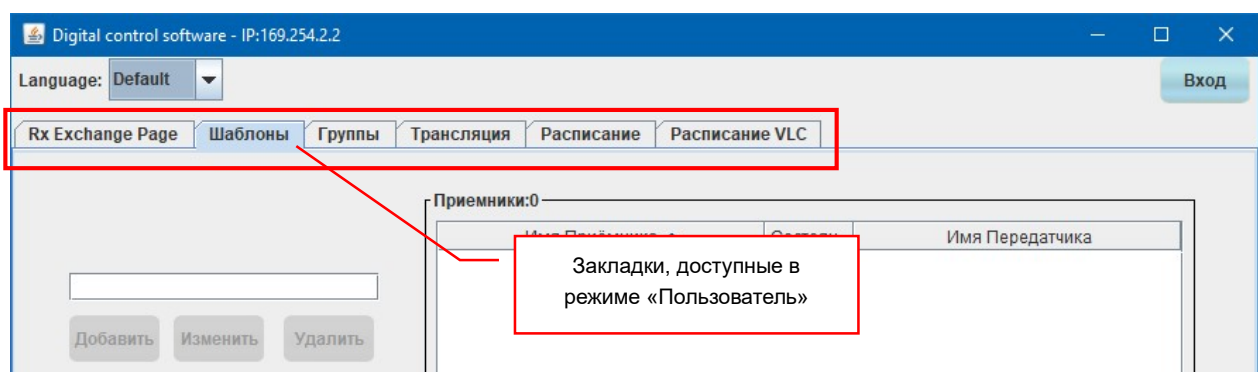 Digital control software - IP:169.254.2.2
Language: Default
Вход
Rx Exchange Page Шаблоны Группы Трансляция Расписание Расписание VLC
Приемники:0
Имя Передатчика
Закладки, доступные в
режиме «Пользователь»
Добавить Изменить Удалить